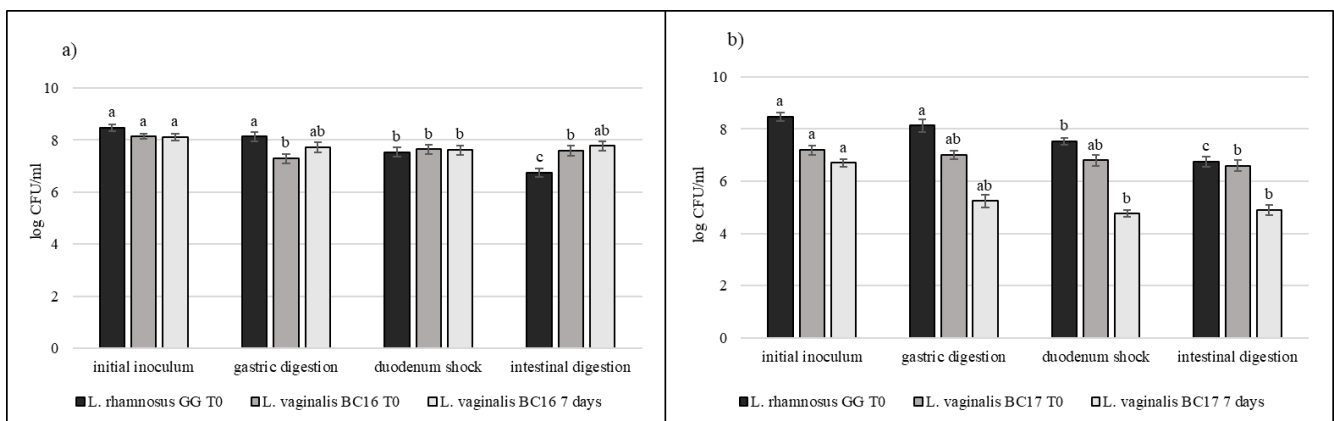 a)
log CFU/ml
10
8
6
4
2
0
a
a
a
a
b
ab
b
b
b
c
b
ab
initial inoculum
gastric digestion
duodenum shock
intestinal digestion
L. rhamnosus GG T0
L. vaginalis BC16 T0
L. vaginalis BC16 7 days
b)
log CFU/ml
10
8
6
4
2
0
a
a
a
a
ab
ab
b
ab
b
c
b
b
initial inoculum
gastric digestion
duodenum shock
intestinal digestion
L. rhamnosus GG T0
L. vaginalis BC17 T0
L. vaginalis BC17 7 days